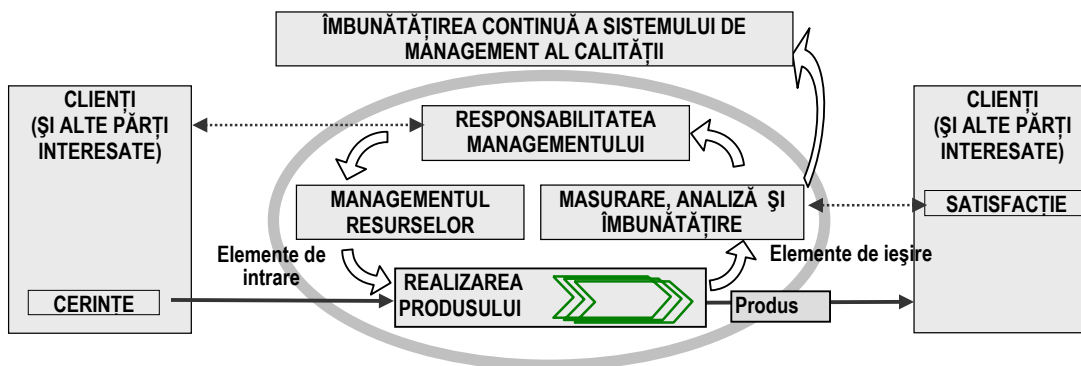 ÎMBUNĂTĂȚIREA CONTINUĂ A SISTEMULUI DE
MANAGEMENT AL CALITĂȚII
CLIENȚI
(ŞI ALTE PĂRȚI
INTERESATE)
RESPONSABILITATEA
MANAGEMENTULUI
CLIENȚI
(ŞI ALTE PĂRȚI
INTERESATE)
MANAGEMENTUL
RESURSELOR
MASURARE, ANALIZĂ ŞI
ÎMBUNĂTĂȚIRE
SATISFACȚIE
Elemente de
intrare
Elemente de ieşire
CERINȚE
REALIZAREA
PRODUSULUI
Produs